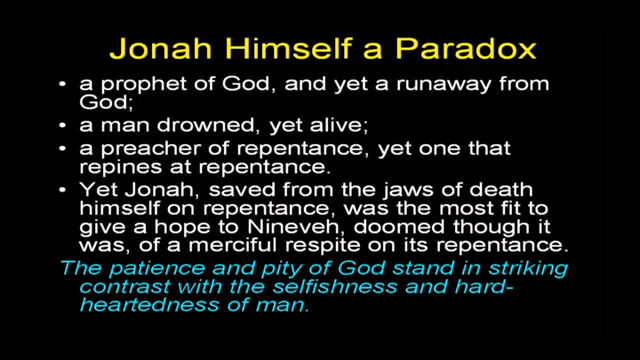 Jonah Himself a Paradox
• a prophet of God, and yet a runaway from
God;
• a man drowned, yet alive;
• a preacher of repentance, yet one that
repines at repentance.
• Yet Jonah, saved from the jaws of death
himself on repentance, was the most fit to
give a hope to Nineveh, doomed though it
was, of a merciful respite on its repentance.
The patience and pity of God stand in striking
contrast with the selfishness and hard-
heartedness of man.